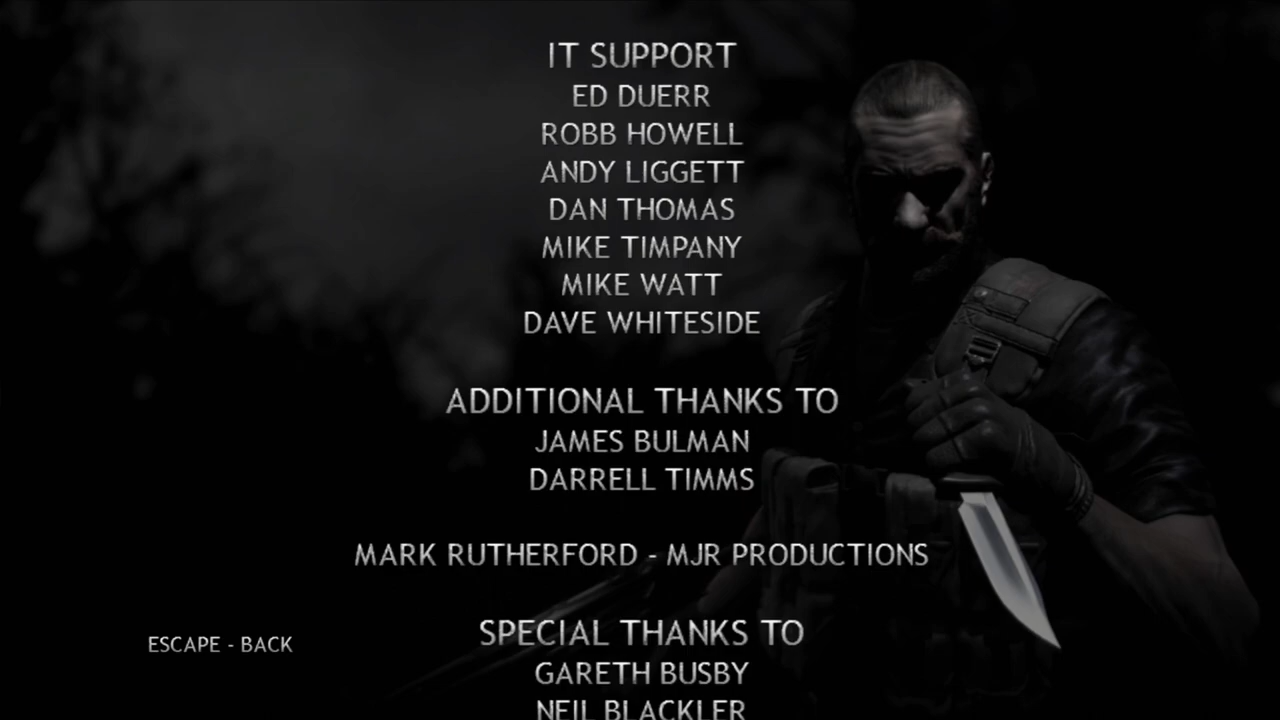 IT SUPPORT
ED DUERR
ROBB HOWELL
ANDY LIGGETT
DAN THOMAS
MIKE TIMPANY
MIKE WATT
DAVE WHITESIDE
ADDITIONAL THANKS TO
JAMES BULMAN
DARRELL TIMMS
MARK RUTHERFORD - MJR PRODUCTIONS
SPECIAL THANKS TO
GARETH BUSBY
NEIL BLACKLER
ESCAPE - BACK